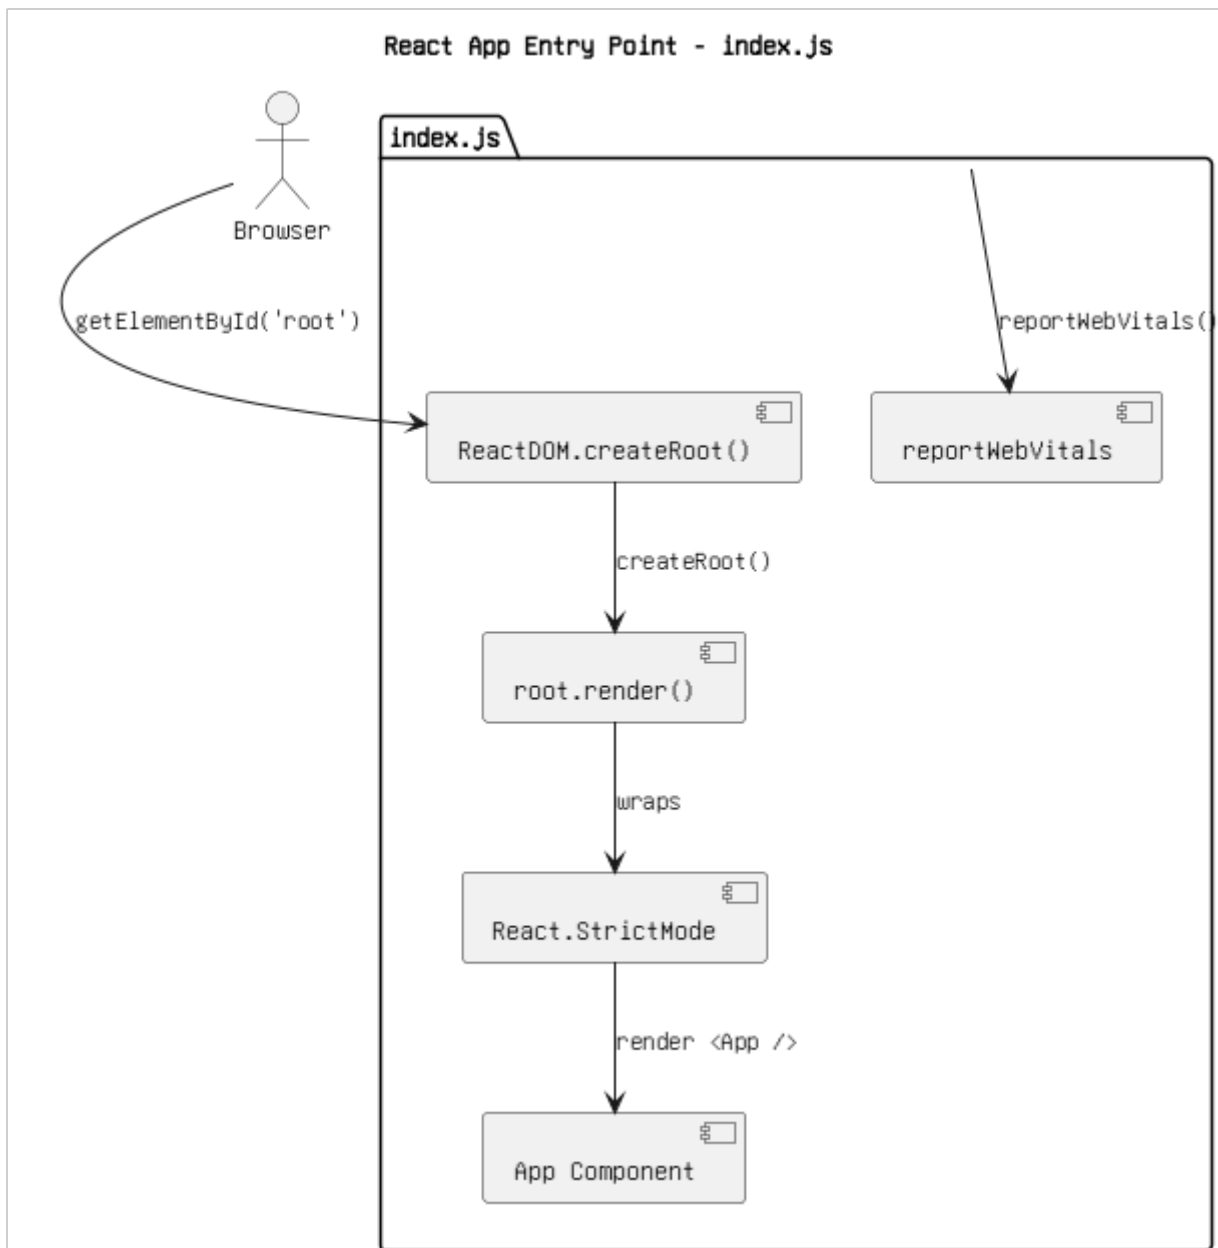 React App Entry Point - index.js
index.js
Browser
getElementById('root')
reportWebVitals()
ReactDOM.createRoot()
reportWebVitals
createRoot()
root.render()
wraps
React.StrictMode
render <App />
App Component